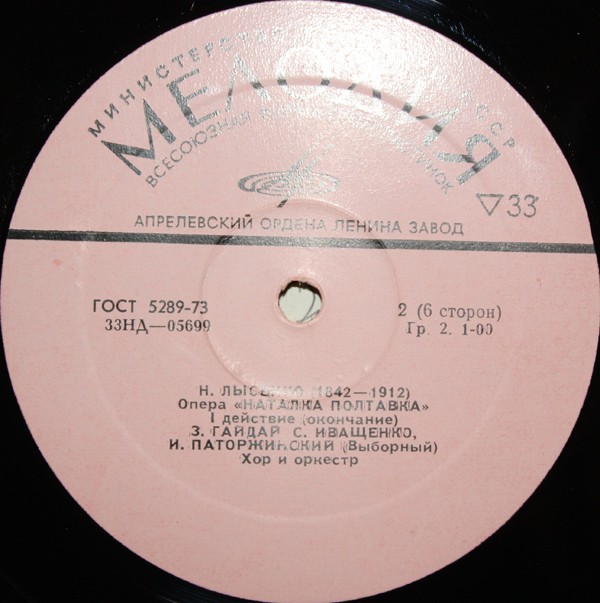 МИНИСТЕРСТВО СССР
МЕЛОДИЯ
ВСЕСОЮЗНАЯ ПЛАСТИНОК
33
АПРЕЛЕВСКИЙ ОРДЕНА ЛЕНИНА ЗАВОД
ГОСТ 5289-73
33НД—05699
2 (6 сторон)
Гр. 2. 1-00
Н. ЛЫСЕНКО (1842—1912)
Опера «НАТАЛКА ПОЛТАВКА»
I действие (окончание)
З. ГАЙДАЙ С. ИВАЩЕНКО,
И. ПАТОРЖИНСКИЙ (Выборный)
Хор и оркестр